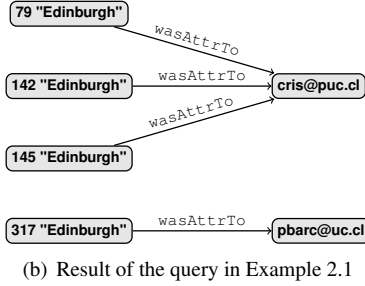 79 "Edinburgh"
wasAttrTo
142 "Edinburgh"
wasAttrTo
cris@puc.cl
wasAttrTo
145 "Edinburgh"
317 "Edinburgh"
wasAttrTo
pbarc@uc.cl
(b) Result of the query in Example 2.1